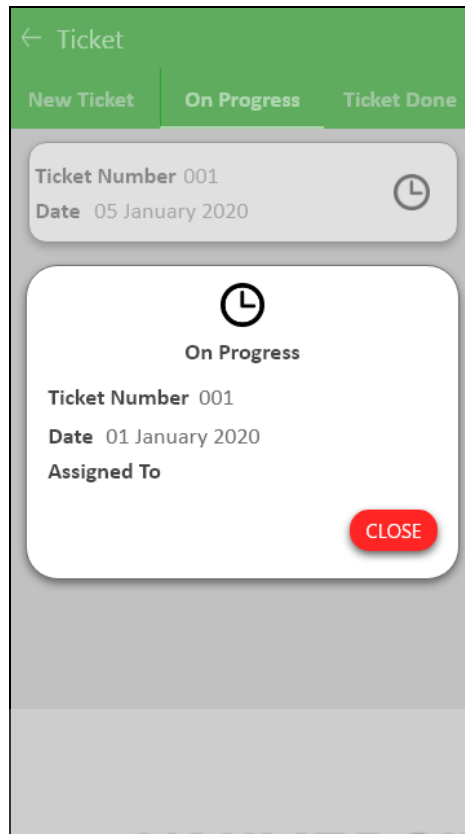 ← Ticket
New Ticket On Progress Ticket Done
Ticket Number 001
Date 05 January 2020
On Progress
Ticket Number 001
Date 01 January 2020
Assigned To
CLOSE